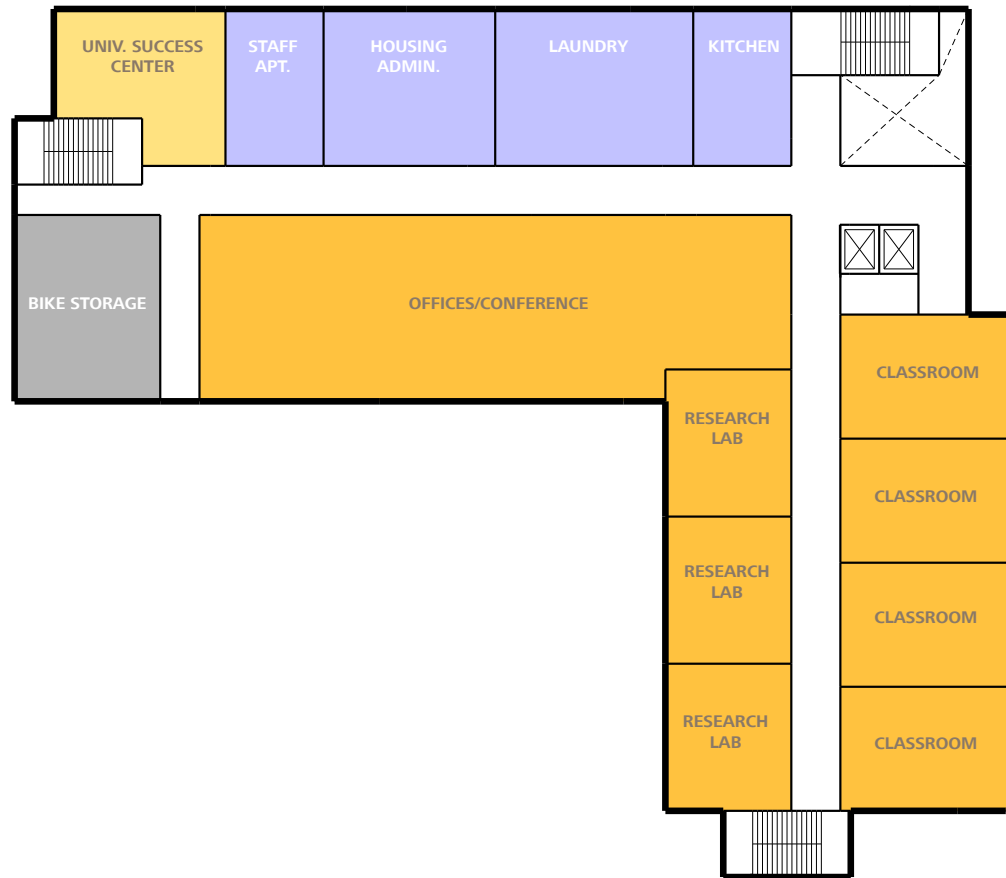 UNIV. SUCCESS
CENTER
STAFF
APT.
HOUSING
ADMIN.
LAUNDRY
KITCHEN
BIKE STORAGE
OFFICES/CONFERENCE
CLASSROOM
RESEARCH
LAB
CLASSROOM
RESEARCH
LAB
CLASSROOM
RESEARCH
LAB
CLASSROOM